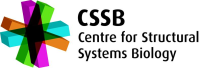 CSSB
Centre for Structural
Systems Biology